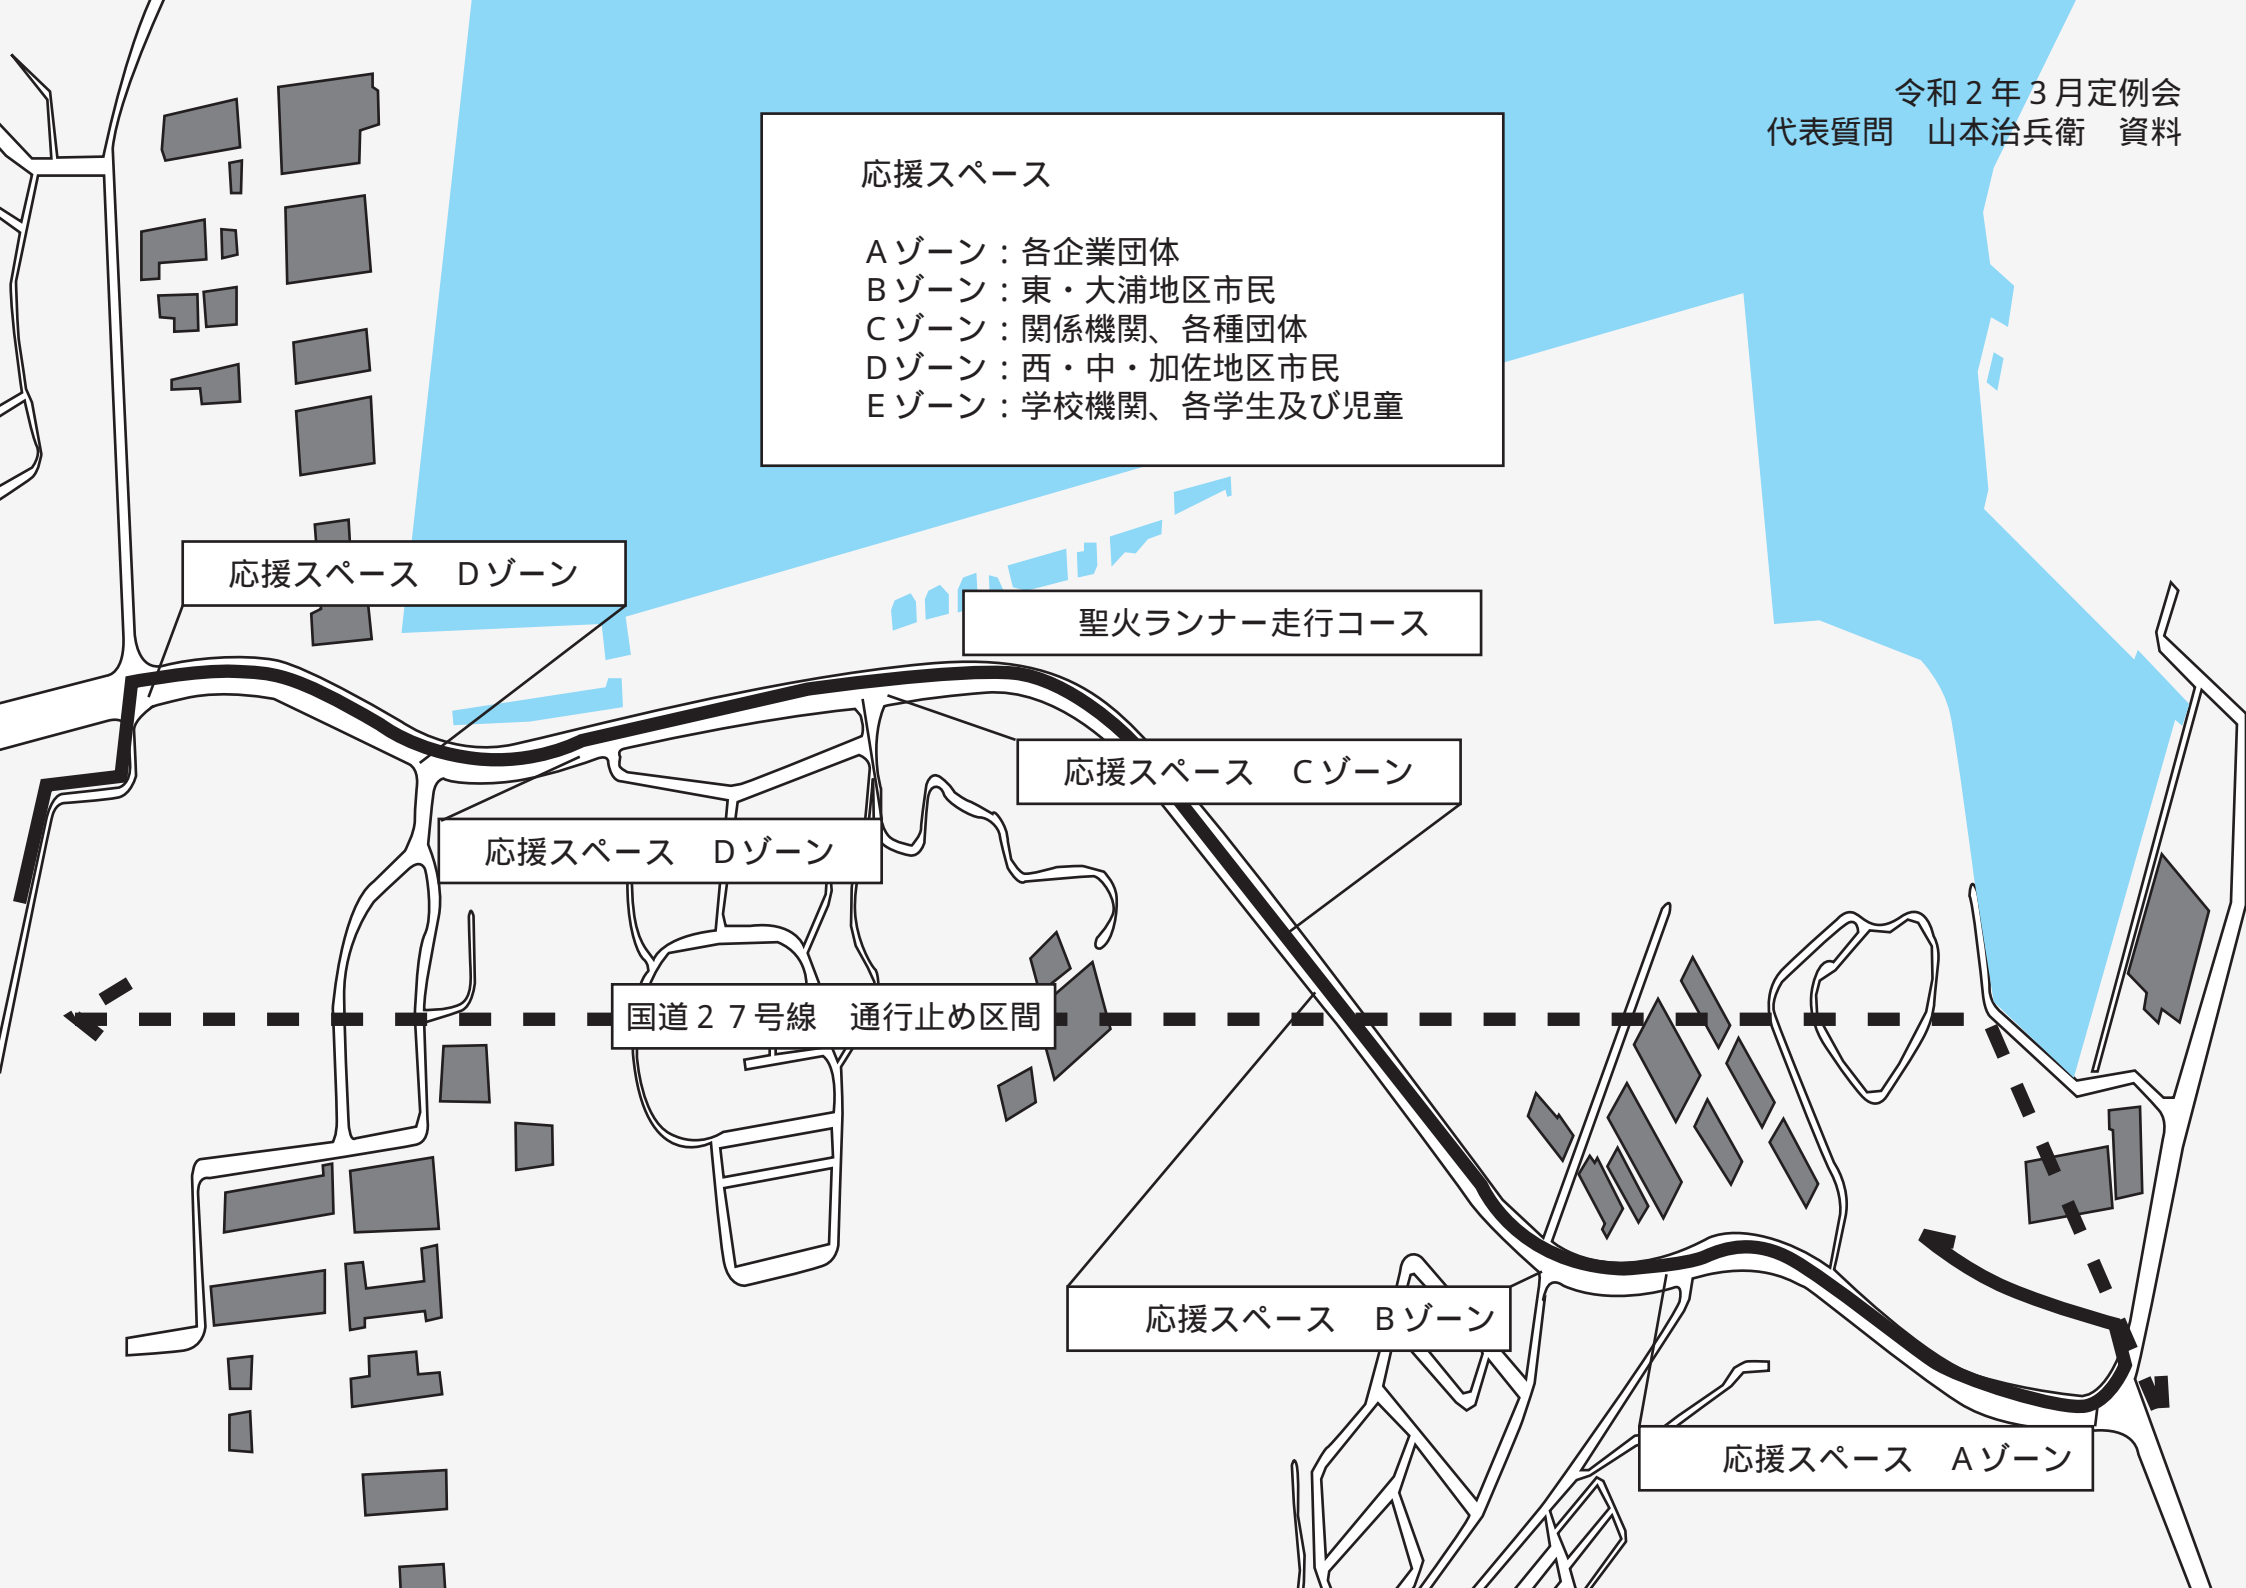 令和２年３月定例会
代表質問　山本治兵衛　資料
応援スペース
Ａゾーン：各企業団体
Ｂゾーン：東・大浦地区市民
Ｃゾーン：関係機関、各種団体
Ｄゾーン：西・中・加佐地区市民
Ｅゾーン：学校機関、各学生及び児童
応援スペース　Ｄゾーン
聖火ランナー走行コース
応援スペース　Ｃゾーン
応援スペース　Ｄゾーン
国道２７号線　通行止め区間
応援スペース　Ｂゾーン
応援スペース　Ａゾーン